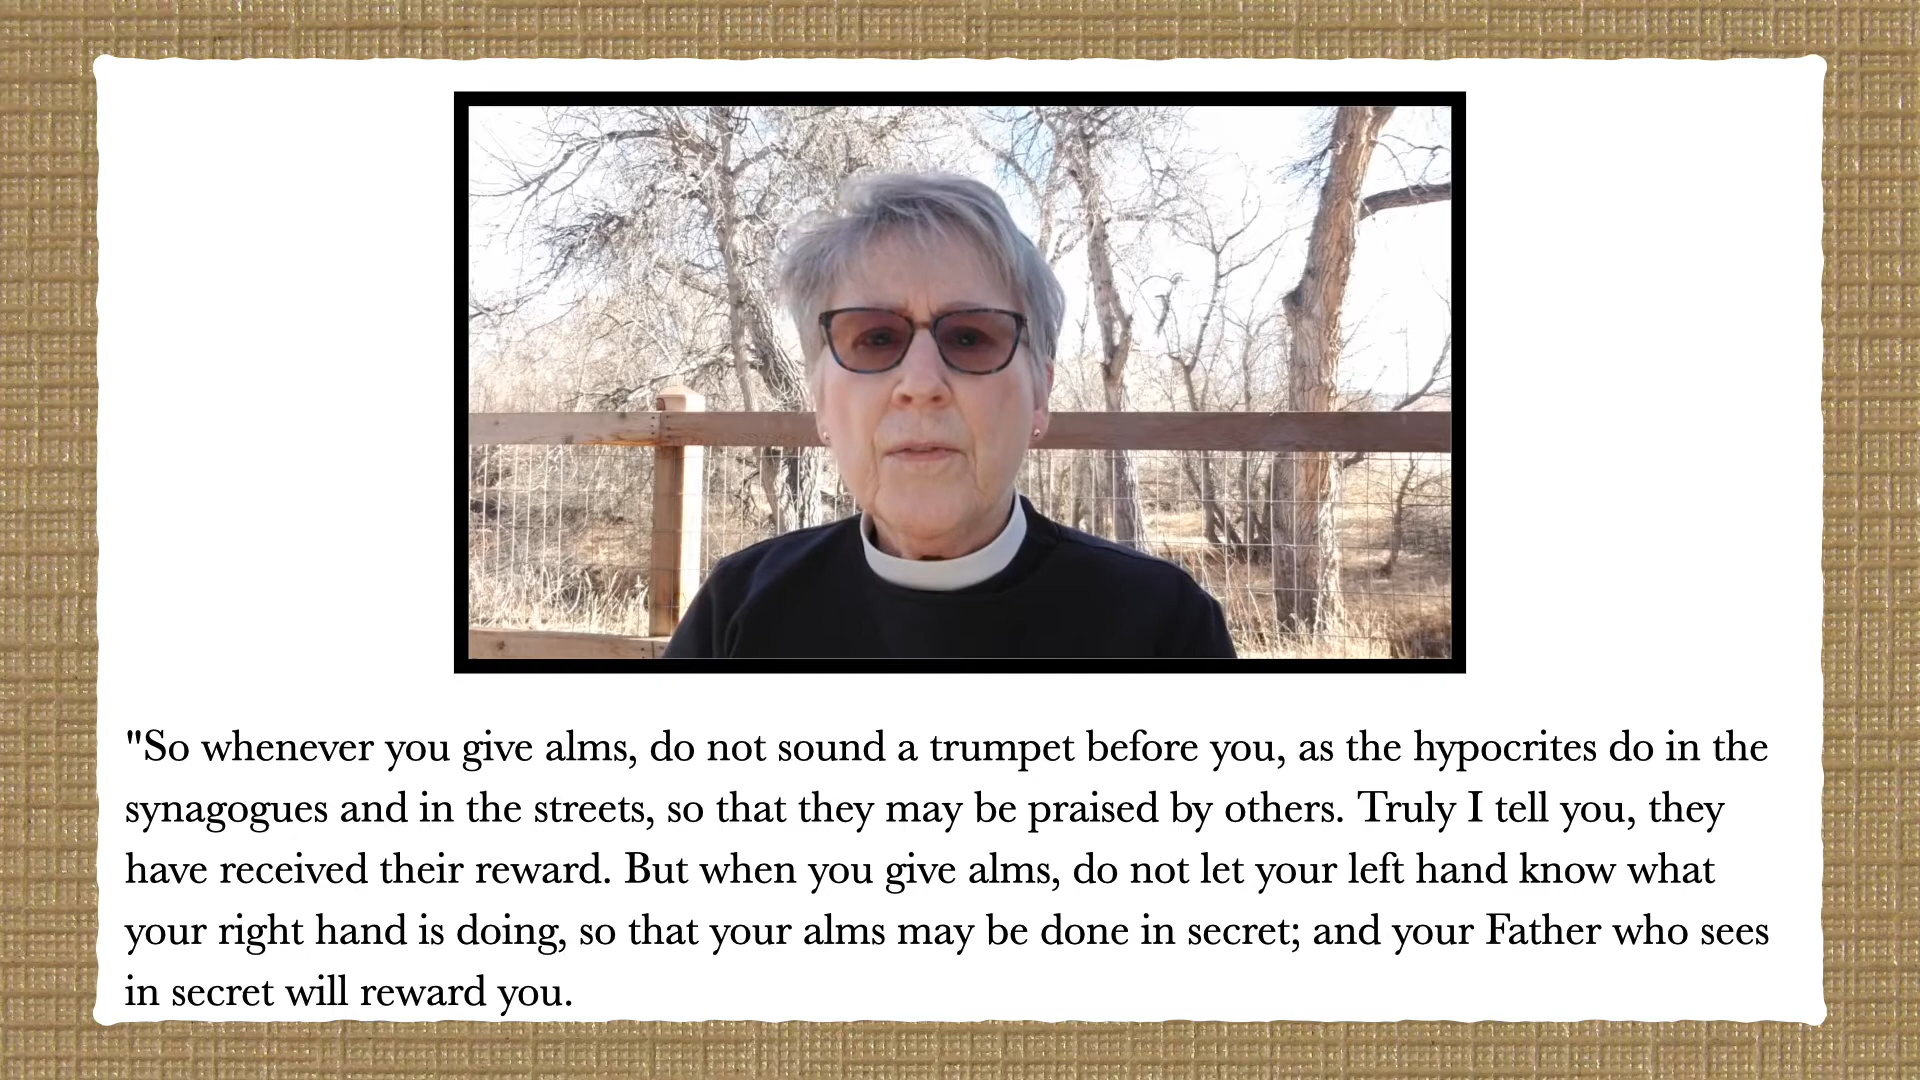 "So whenever you give alms, do not sound a trumpet before you, as the hypocrites do in the
synagogues and in the streets, so that they may be praised by others. Truly I tell you, they
have received their reward. But when you give alms, do not let your left hand know what
your right hand is doing, so that your alms may be done in secret; and your Father who sees
in secret will reward you.